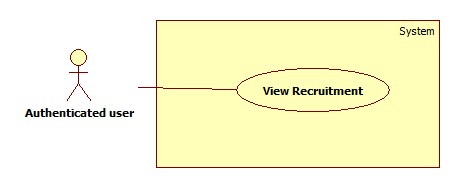 System
View Recruitment
Authenticated user